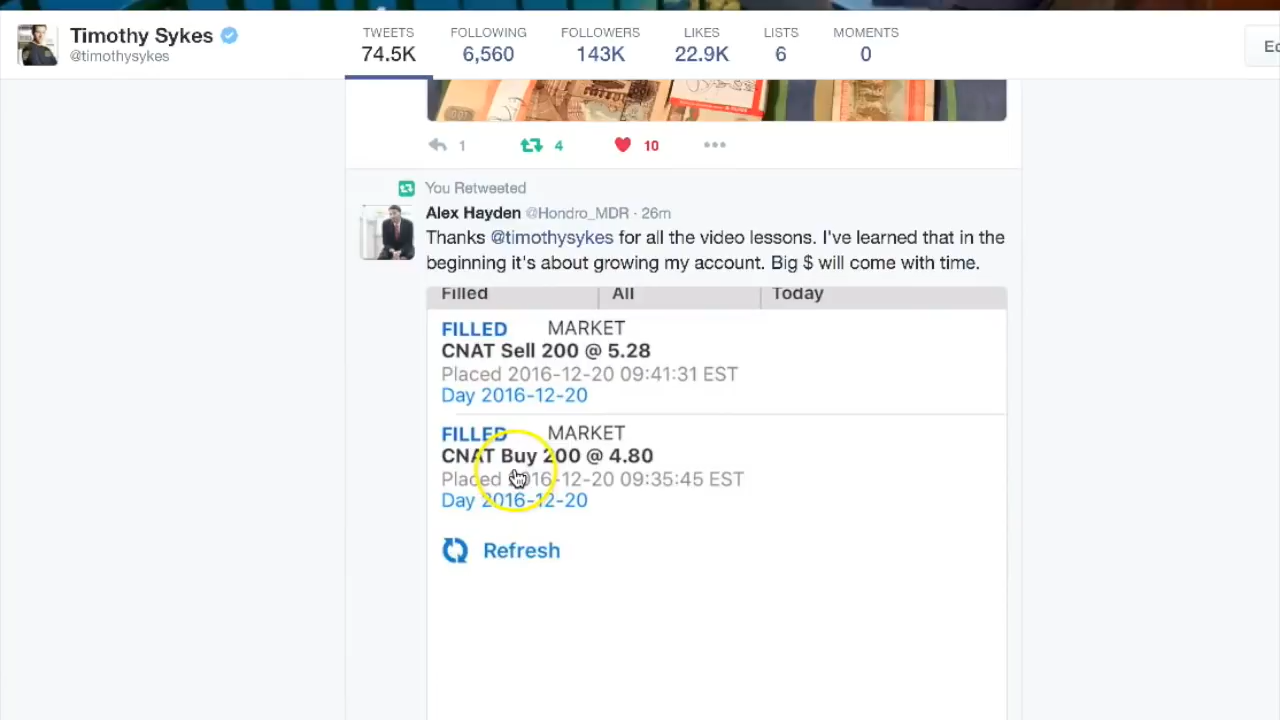 Timothy Sykes
@timothysykes
TWEETS
74.5K
FOLLOWING
6,560
FOLLOWERS
143K
LIKES
22.9K
LISTS
6
MOMENTS
0
1
4
10
You Retweeted
Alex Hayden @Hondro_MDR · 26m
Thanks @timothysykes for all the video lessons. I've learned that in the
beginning it's about growing my account. Big $ will come with time.
Filled All Today
FILLED MARKET
CNAT Sell 200 @ 5.28
Placed 2016-12-20 09:41:31 EST
Day 2016-12-20
FILLED MARKET
CNAT Buy 200 @ 4.80
Placed 2016-12-20 09:35:45 EST
Day 2016-12-20
Refresh